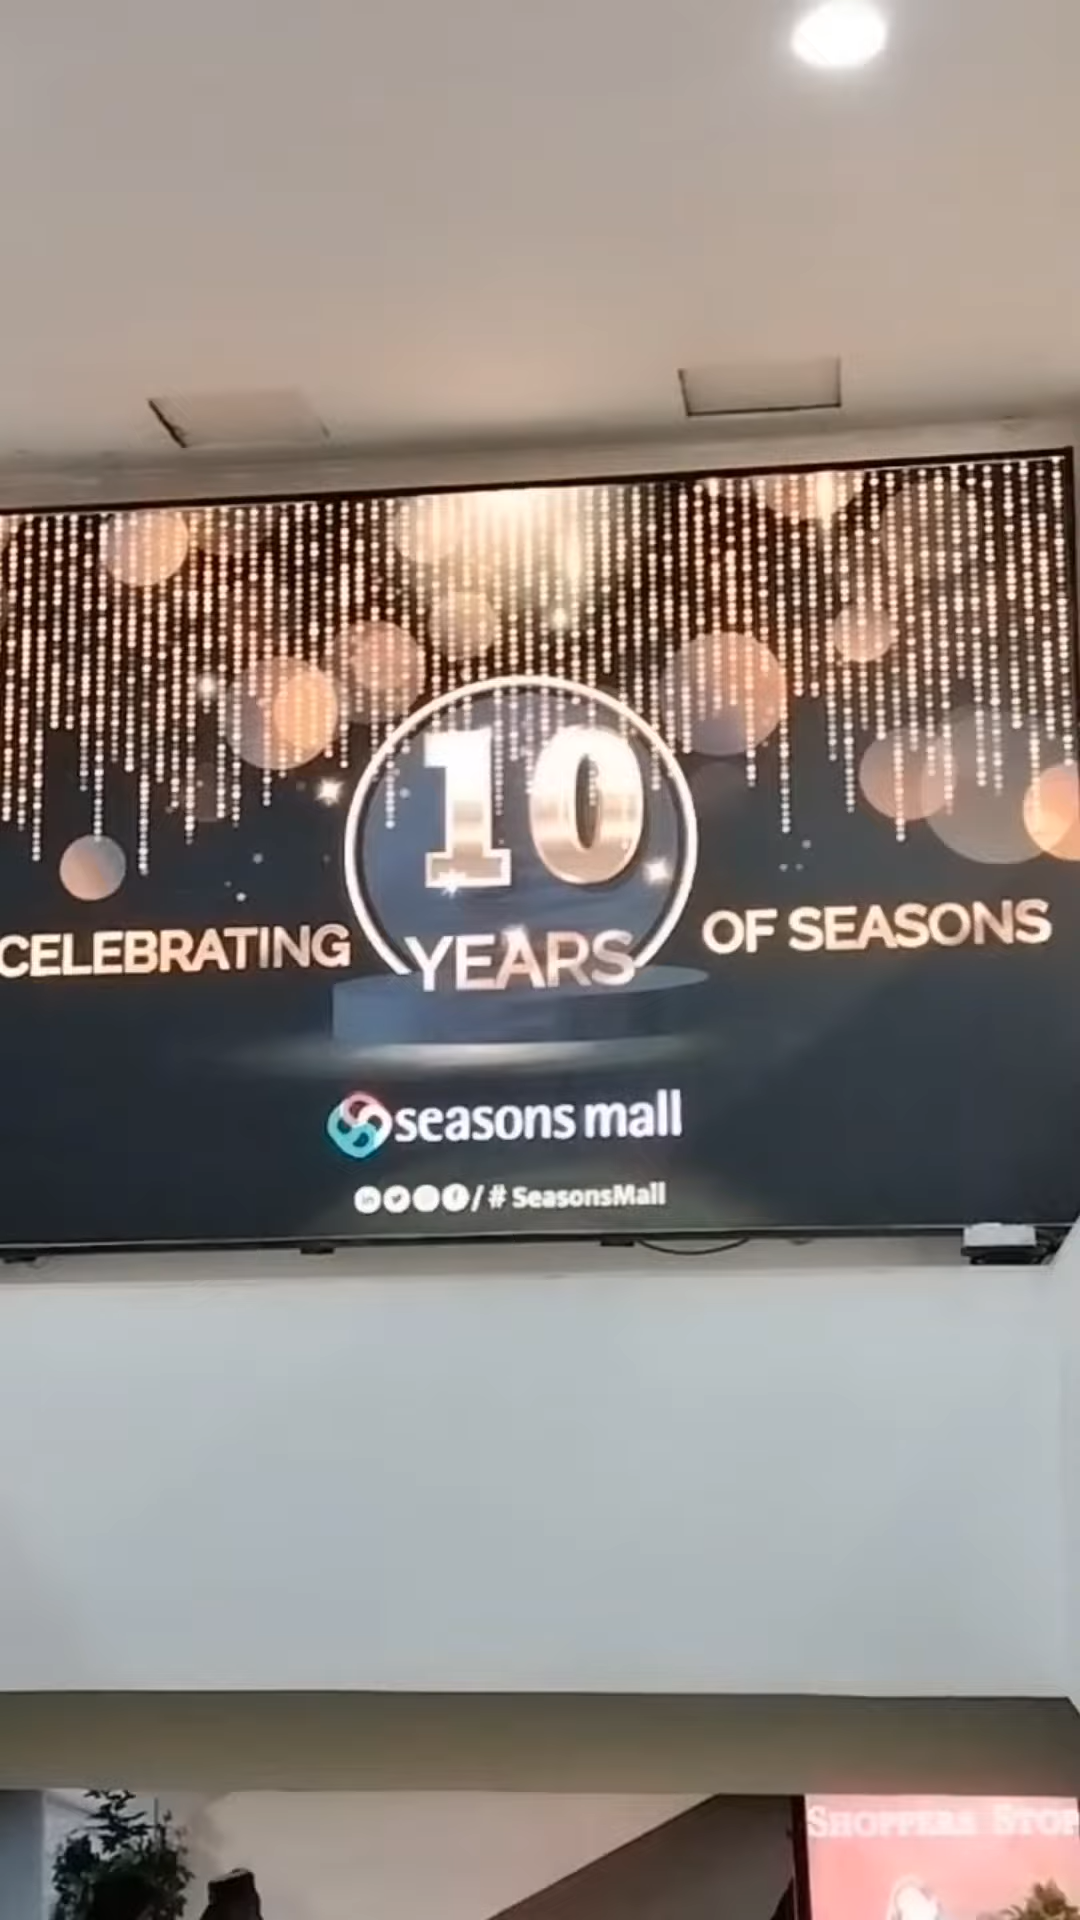 10
CELEBRATING YEARS OF SEASONS
seasons mall
/ # SeasonsMall
SHOPPERS STOP